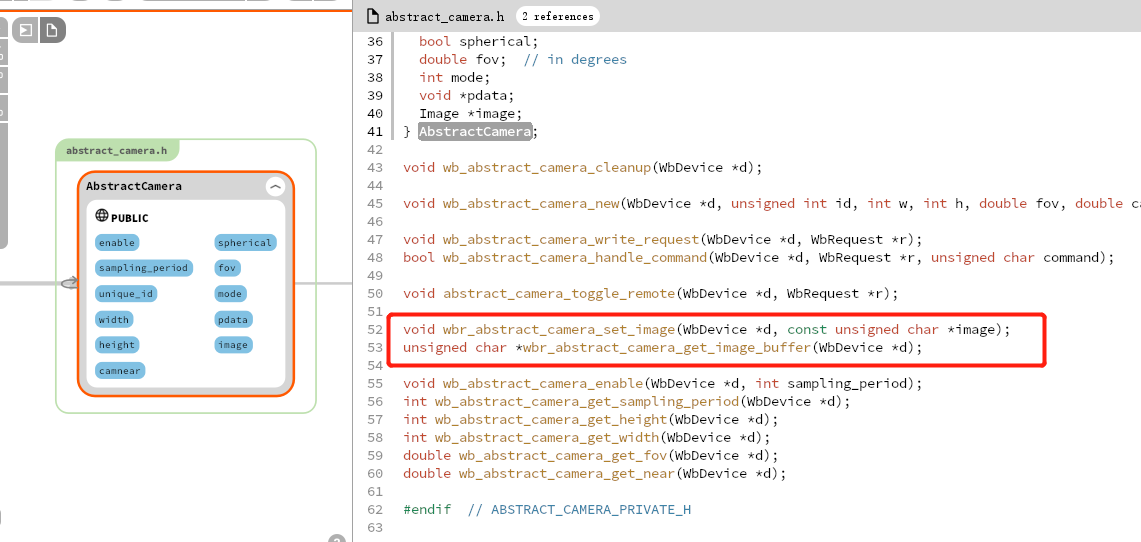 abstract_camera.h
AbstractCamera
PUBLIC
enable
spherical
sampling_period
fov
unique_id
mode
width
pdata
height
image
camnear
abstract_camera.h 2 references
36 bool spherical;
37 double fov; // in degrees
38 int mode;
39 void *pdata;
40 Image *image;
41 } AbstractCamera;
42
43 void wb_abstract_camera_cleanup(WbDevice *d);
44
45 void wb_abstract_camera_new(WbDevice *d, unsigned int id, int w, int h, double fov, double ca
46
47 void wb_abstract_camera_write_request(WbDevice *d, WbRequest *r);
48 bool wb_abstract_camera_handle_command(WbDevice *d, WbRequest *r, unsigned char command);
49
50 void abstract_camera_toggle_remote(WbDevice *d, WbRequest *r);
51
52 void wbr_abstract_camera_set_image(WbDevice *d, const unsigned char *image);
53 unsigned char *wbr_abstract_camera_get_image_buffer(WbDevice *d);
54
55 void wb_abstract_camera_enable(WbDevice *d, int sampling_period);
56 int wb_abstract_camera_get_sampling_period(WbDevice *d);
57 int wb_abstract_camera_get_height(WbDevice *d);
58 int wb_abstract_camera_get_width(WbDevice *d);
59 double wb_abstract_camera_get_fov(WbDevice *d);
60 double wb_abstract_camera_get_near(WbDevice *d);
61
62 #endif // ABSTRACT_CAMERA_PRIVATE_H
63